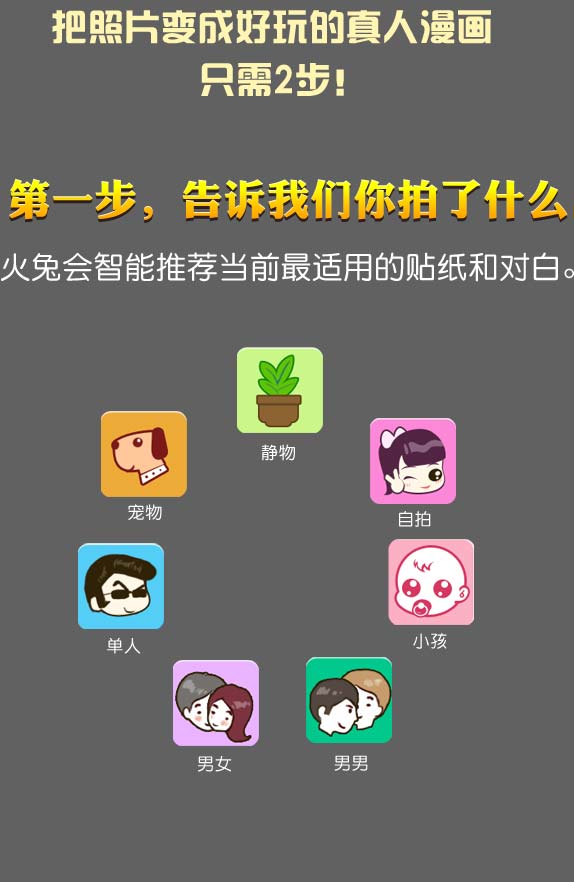 把照片变成好玩的真人漫画
只需2步!
第一步，告诉我们你拍了什么
火兔会智能推荐当前最适用的贴纸和对白。
静物
宠物
自拍
单人
小孩
男女
男男